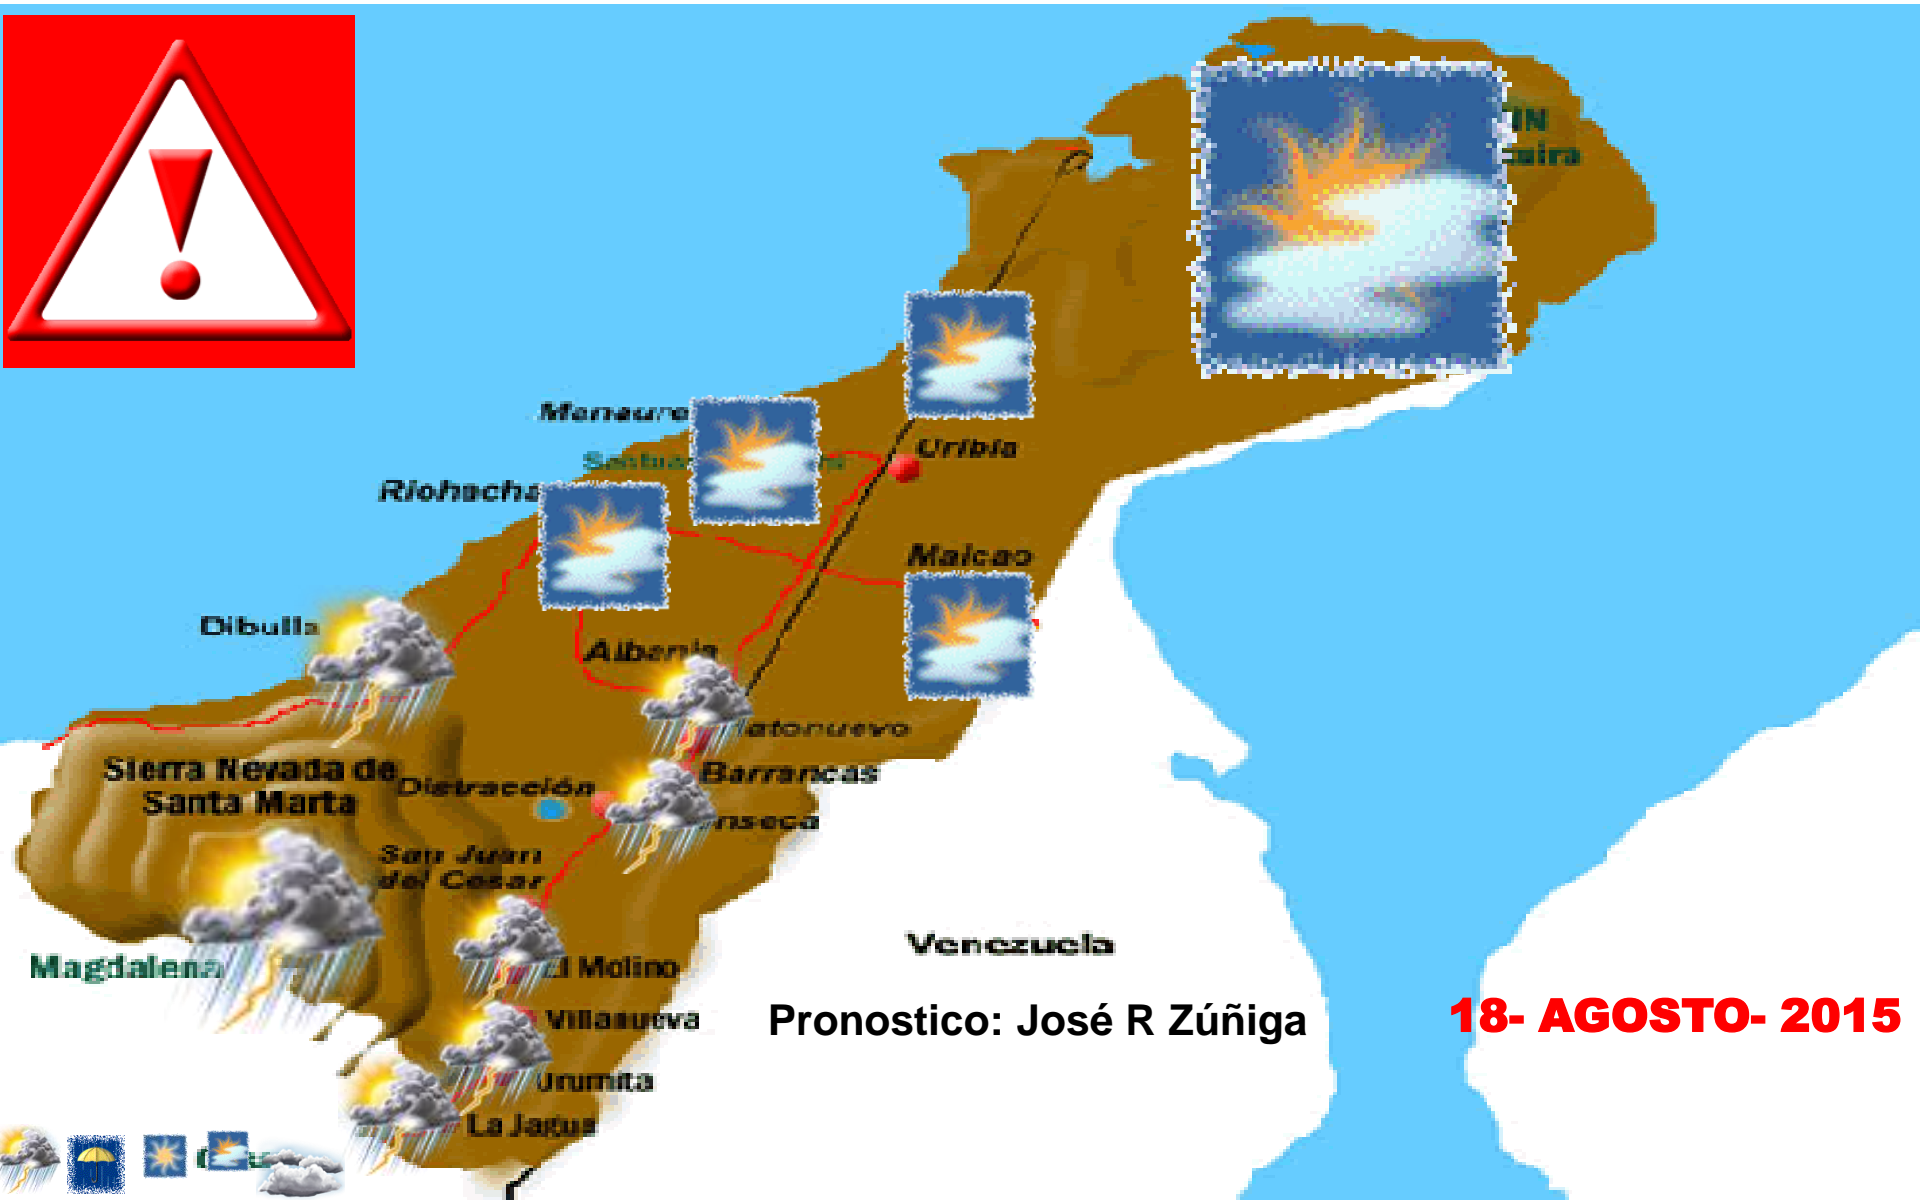 Manaure
Riohacha
Uribia
Maicao
Dibulla
Albania
Sierra Nevada de
Santa Marta
Distracción
Barrancas
San Juan
del Cesar
Magdalena
El Molino
Villanueva
Urumita
La Jagua
Venezuela
Pronostico: José R Zúñiga
18- AGOSTO- 2015